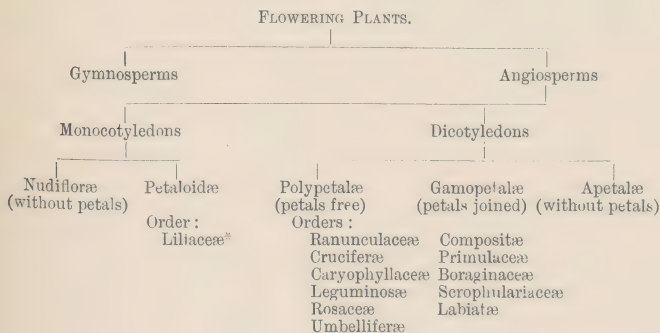 FLOWERING PLANTS.
Gymnosperms Angiosperms
Monocotyledons Dicotyledons
Nudifloræ Petaloidæ Polypetalæ Gamopetalæ Apetalæ
(without petals) (petals free) (petals joined) (without petals)
Order : Orders :
Liliaceæ* Ranunculaceæ Compositæ
Cruciferæ Primulaceæ
Caryophyllaceæ Boraginaceæ
Leguminosæ Scrophulariaceæ
Rosaceæ Labiatæ
Umbelliferæ